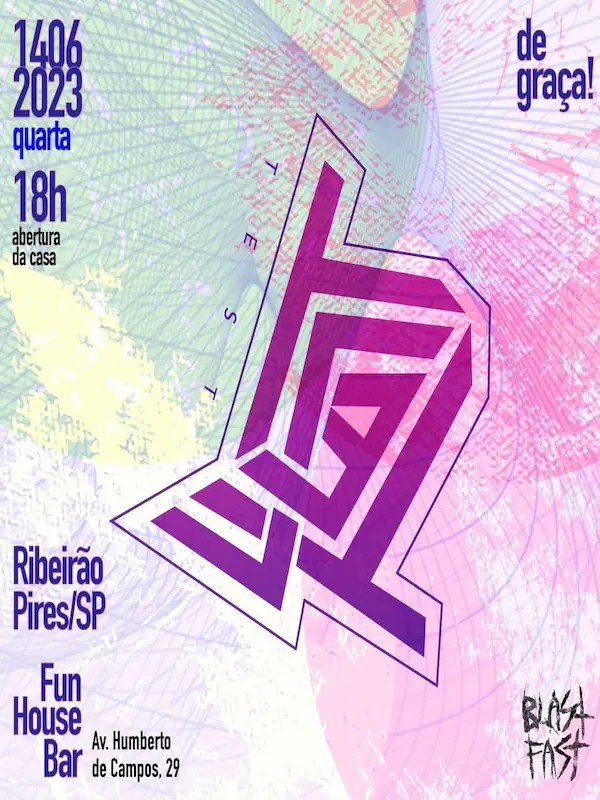 1406
2023
quarta
18h
abertura
da casa
de
graça!
TEST
Ribeirão
Pires/SP
Fun
House
Bar
Av. Humberto
de Campos, 29
BLAST
FAST